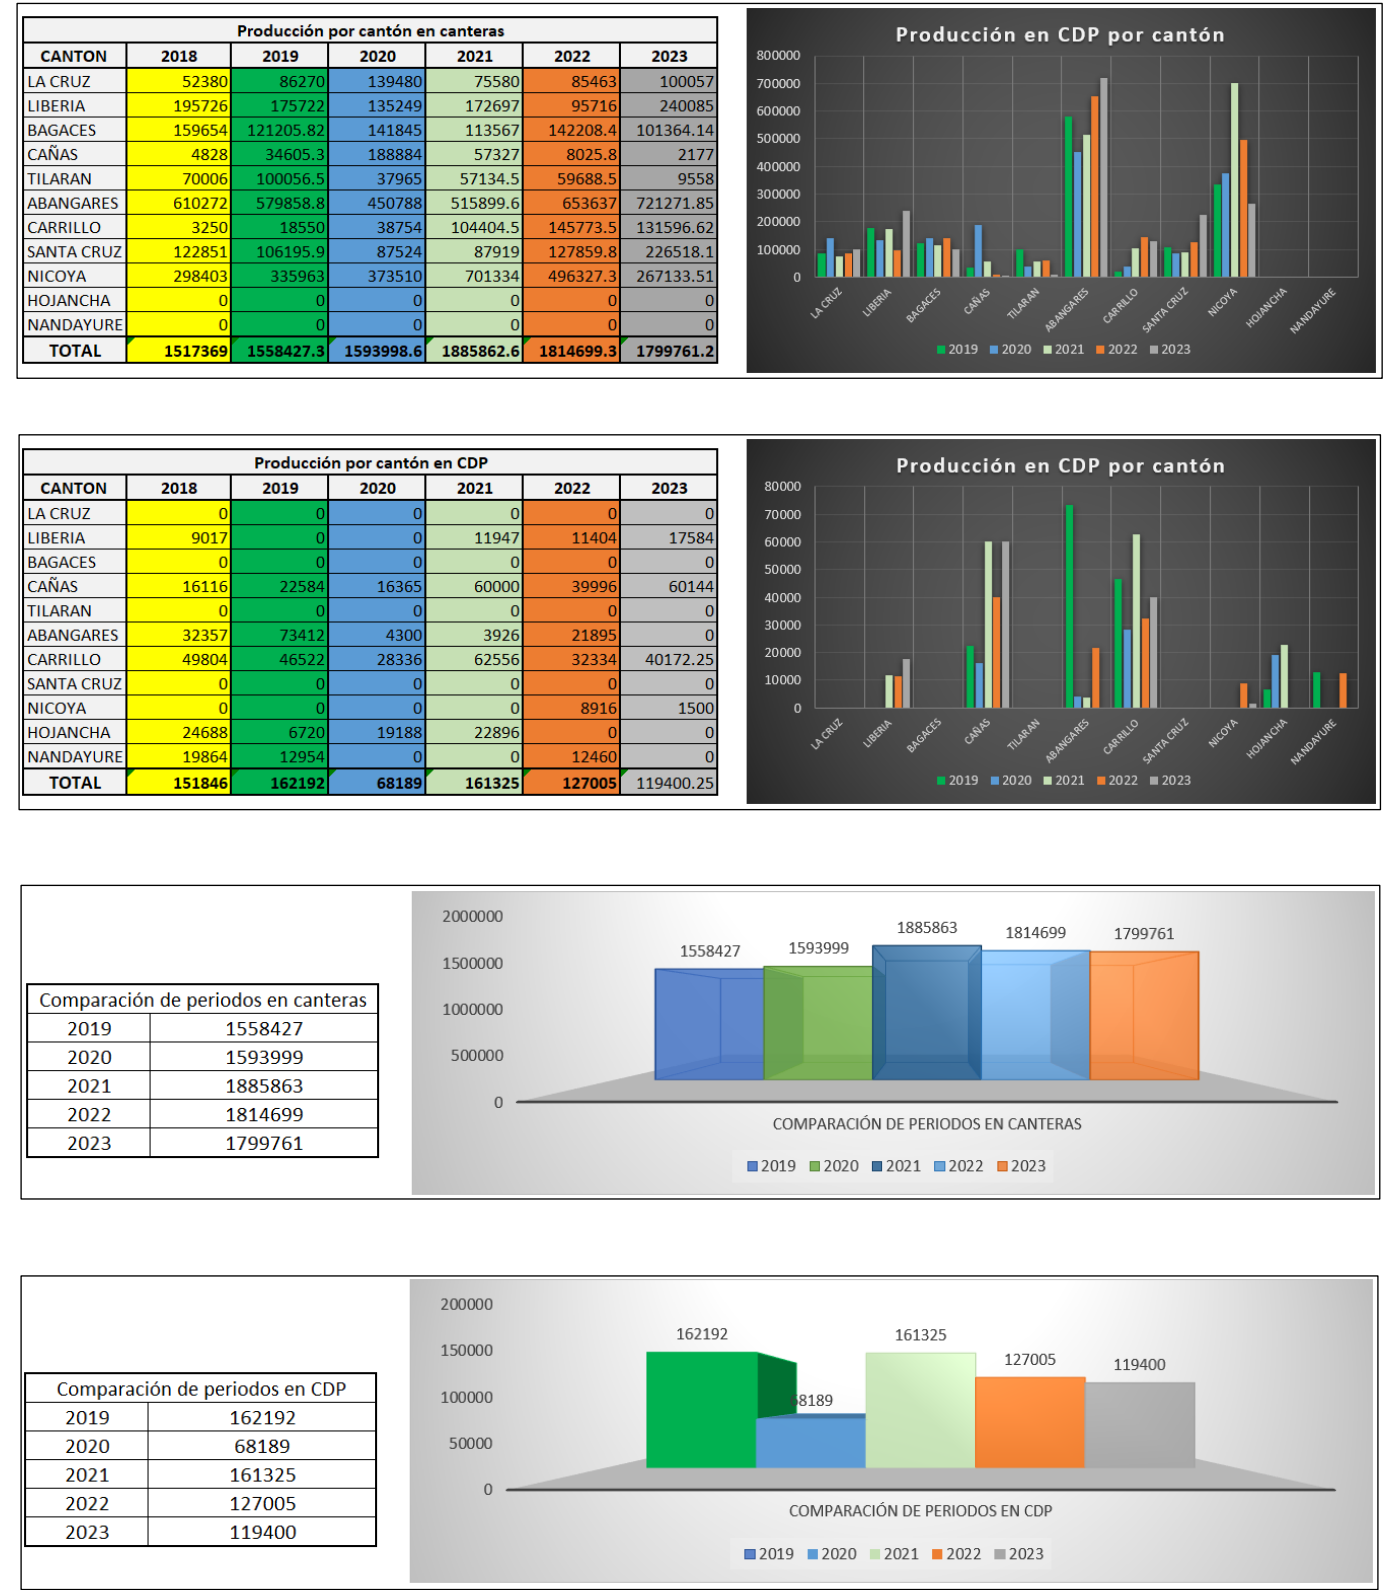 Producción por cantón en canteras
CANTON 2018 2019 2020 2021 2022 2023
LA CRUZ 52380 86270 139480 75580 85463 100057
LIBERIA 195726 175722 135249 172697 95716 240085
BAGACES 159654 121205.82 141845 113567 142208.4 101364.14
CAÑAS 4828 34605.3 188884 57327 8025.8 2177
TILARAN 70006 100056.5 37965 57134.5 59688.5 9558
ABANGARES 610272 579858.8 450788 515899.6 653637 721271.85
CARRILLO 3250 18550 38754 104404.5 145773.5 131596.62
SANTA CRUZ 122851 106195.9 87524 87919 127859.8 226518.1
NICOYA 298403 335963 373510 701334 496327.3 267133.51
HOJANCHA 0 0 0 0 0 0
NANDAYURE 0 0 0 0 0 0
TOTAL 1517369 1558427.3 1593998.6 1885862.6 1814699.3 1799761.2
Producción en CDP por cantón
800000
700000
600000
500000
400000
300000
200000
100000
0
LA CRUZ LIBERIA BAGACES CAÑAS TILARAN ABANGARES CARRILLO SANTA CRUZ NICOYA HOJANCHA NANDAYURE
2019 2020 2021 2022 2023
Producción por cantón en CDP
CANTON 2018 2019 2020 2021 2022 2023
LA CRUZ 0 0 0 0 0 0
LIBERIA 9017 0 0 11947 11404 17584
BAGACES 0 0 0 0 0 0
CAÑAS 16116 22584 16365 60000 39996 60144
TILARAN 0 0 0 0 0 0
ABANGARES 32357 73412 4300 3926 21895 0
CARRILLO 49804 46522 28336 62556 32334 40172.25
SANTA CRUZ 0 0 0 0 0 0
NICOYA 0 0 0 0 8916 1500
HOJANCHA 24688 6720 19188 22896 0 0
NANDAYURE 19864 12954 0 0 12460 0
TOTAL 151846 162192 68189 161325 127005 119400.25
Producción en CDP por cantón
80000
70000
60000
50000
40000
30000
20000
10000
0
LA CRUZ LIBERIA BAGACES CAÑAS TILARAN ABANGARES CARRILLO SANTA CRUZ NICOYA HOJANCHA NANDAYURE
2019 2020 2021 2022 2023
Comparación de periodos en canteras
2019 1558427
2020 1593999
2021 1885863
2022 1814699
2023 1799761
2000000
1500000
1000000
500000
0
1558427 1593999 1885863 1814699 1799761
COMPARACIÓN DE PERIODOS EN CANTERAS
2019 2020 2021 2022 2023
Comparación de periodos en CDP
2019 162192
2020 68189
2021 161325
2022 127005
2023 119400
200000
150000
100000
50000
0
162192 68189 161325 127005 119400
COMPARACIÓN DE PERIODOS EN CDP
2019 2020 2021 2022 2023